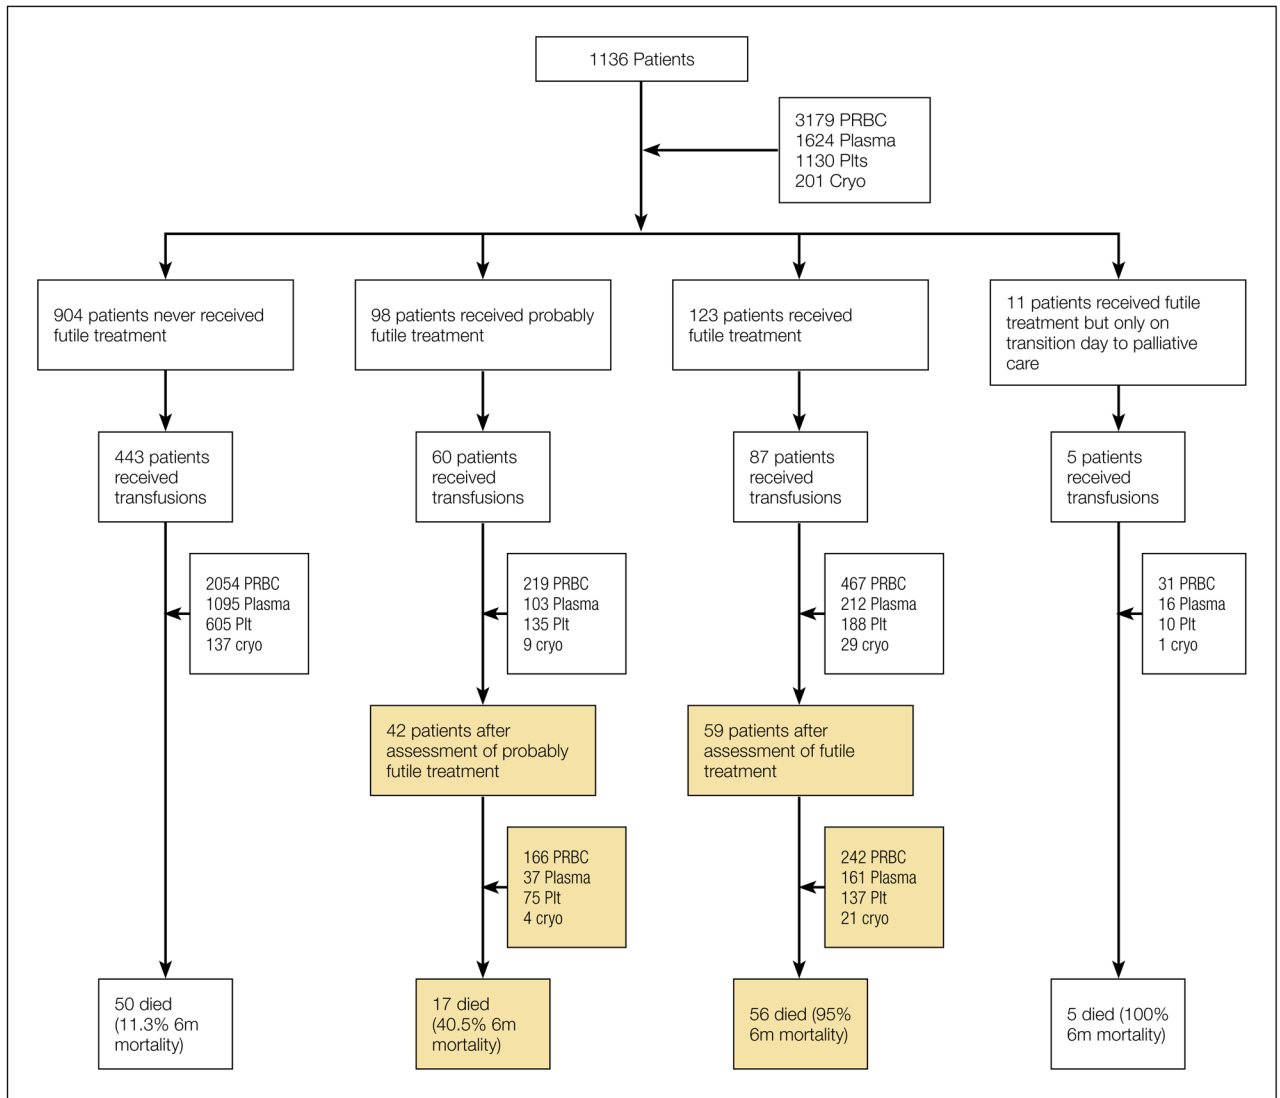 1136 Patients
3179 PRBC
1624 Plasma
1130 Plts
201 Cryo
904 patients never received
futile treatment
98 patients received probably
futile treatment
123 patients received
futile treatment
11 patients received futile
treatment but only on
transition day to palliative
care
443 patients
received
transfusions
60 patients
received
transfusions
87 patients
received
transfusions
5 patients
received
transfusions
2054 PRBC
1095 Plasma
605 Plt
137 cryo
219 PRBC
103 Plasma
135 Plt
9 cryo
467 PRBC
212 Plasma
188 Plt
29 cryo
31 PRBC
16 Plasma
10 Plt
1 cryo
42 patients after
assessment of probably
futile treatment
59 patients after
assessment of futile
treatment
166 PRBC
37 Plasma
75 Plt
4 cryo
242 PRBC
161 Plasma
137 Plt
21 cryo
50 died
(11.3% 6m
mortality)
17 died
(40.5% 6m
mortality)
56 died (95%
6m mortality)
5 died (100%
6m mortality)